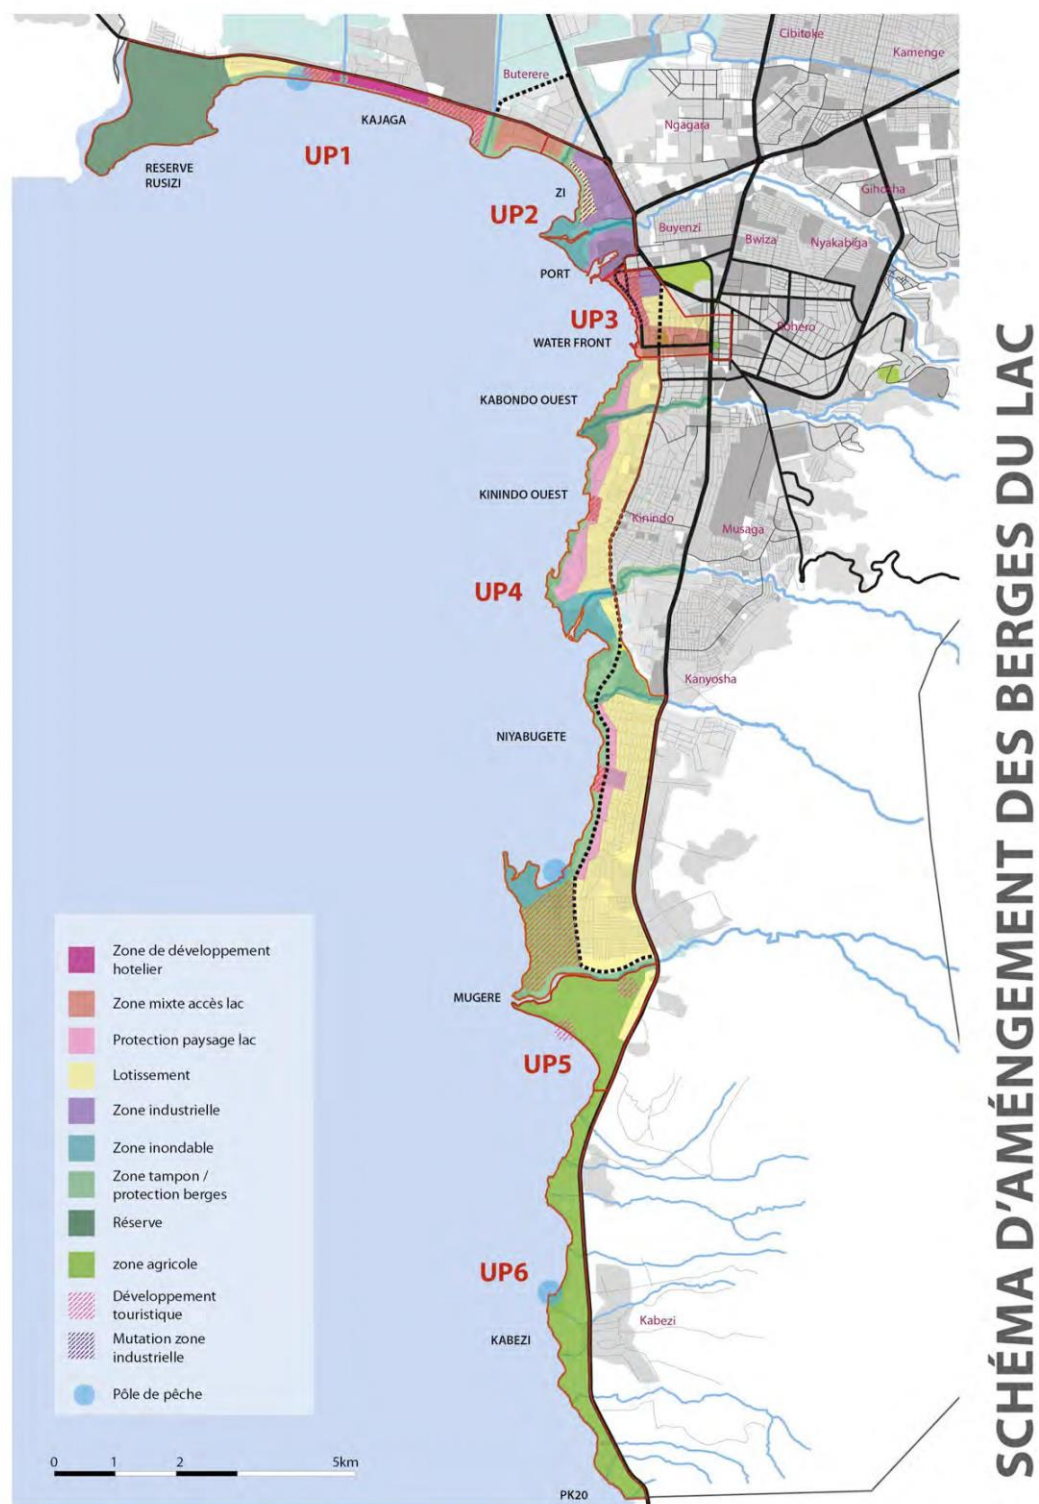 Cibitoke
Kamenge
Buterere
KAJAGA
Ngagara
UP1
RESERVE
RUSIZI
ZI
Gihosha
UP2
Buyenzi
Bwiza
Nyakabiga
PORT
UP3
Rohero
WATER FRONT
KABONDO OUEST
KININDO OUEST
Kinindo
Musaga
UP4
Kanyosha
NIYABUGETE
MUGERE
UP5
UP6
KABEZI
Kabezi
PK20
Zone de développement
hotelier
Zone mixte accès lac
Protection paysage lac
Lotissement
Zone industrielle
Zone inondable
Zone tampon /
protection berges
Réserve
zone agricole
Développement
touristique
Mutation zone
industrielle
Pôle de pêche
0 1 2 5km
SCHÉMA D'AMÉNGEMENT DES BERGES DU LAC